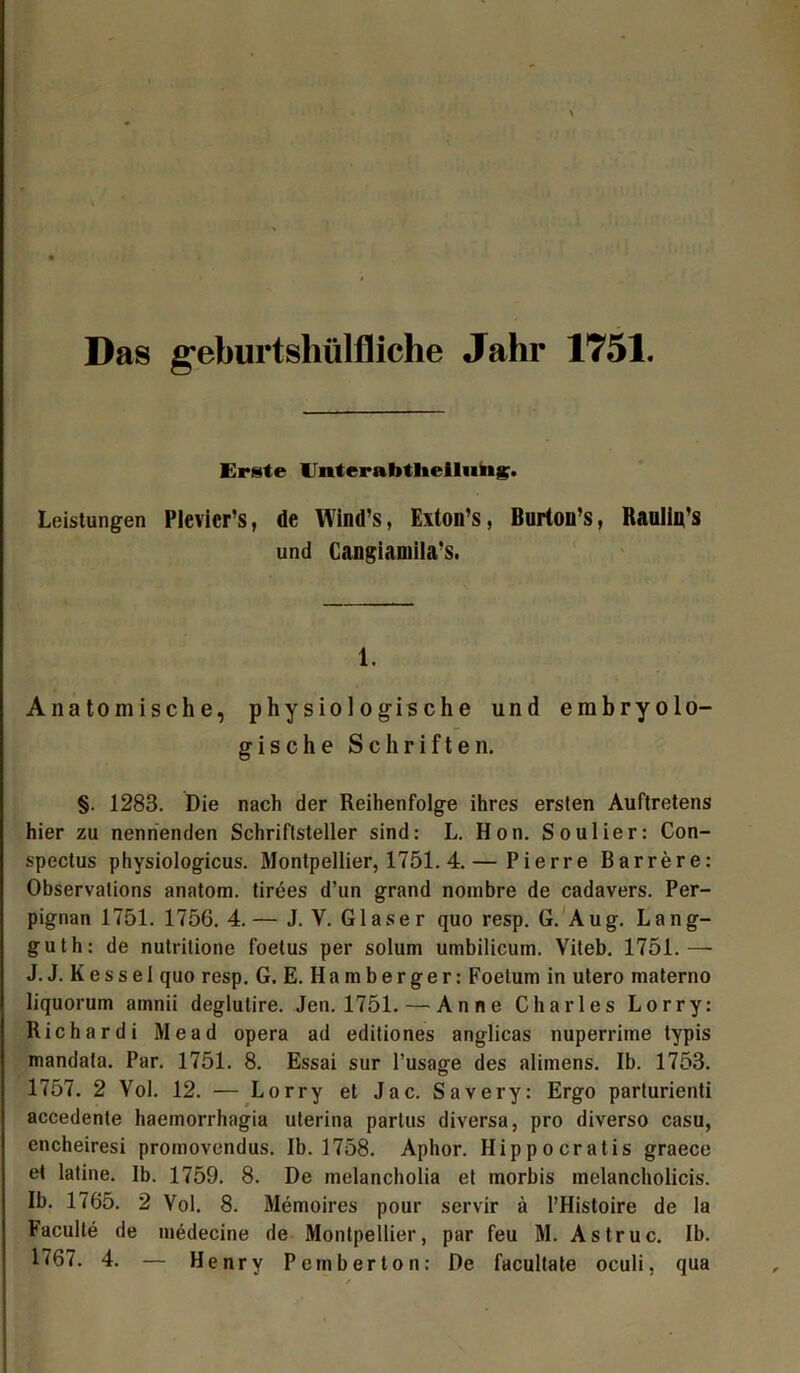 Das geburtshülfliche Jahr 1751.
Erste Unterabtheilung.
Leistungen Plevier’s, de Wind’s, Exton’s, Burton’s, Raulin’s
und Cangiamila’s.
1.
Anatomische, physiologische und embryolo-
gische Schriften.
§. 1283. Die nach der Reihenfolge ihres ersten Auftretens
hier zu nennenden Schriftsteller sind: L. Hon. Soulier: Con-
spectus physiologicus. Montpellier, 1751. 4. — Pierre Barrère:
Observations anatom. tirées d’un grand nombre de cadavers. Per-
pignan 1751. 1756. 4. — J. V. Glaser quo resp. G. Aug. Lang-
guth: de nutritione foetus per solum umbilicum. Viteb. 1751. —
J. J. Kessel quo resp. G. E. Hamberger: Foetum in utero materno
liquorum amnii deglutire. Jen. 1751. — Anne Charles Lorry:
Richardi Mead opera ad editiones anglicas nuperrime typis
mandata. Par. 1751. 8. Essai sur l’usage des alimens. Ib. 1753.
1757. 2 Vol. 12. — Lorry et Jac. Savery: Ergo parturienti
accedente haemorrhagia uterina partus diversa, pro diverso casu,
encheiresi promovendus. Ib. 1758. Aphor. Hippocratis graece
et latine. Ib. 1759. 8. De melancholia et morbis melancholicis.
Ib. 1765. 2 Vol. 8. Mémoires pour servir à l’Histoire de la
Faculté de médecine de Montpellier, par feu M. Astruc. Ib.
1767. 4. — Henry Pemberton: De facultate oculi, qua